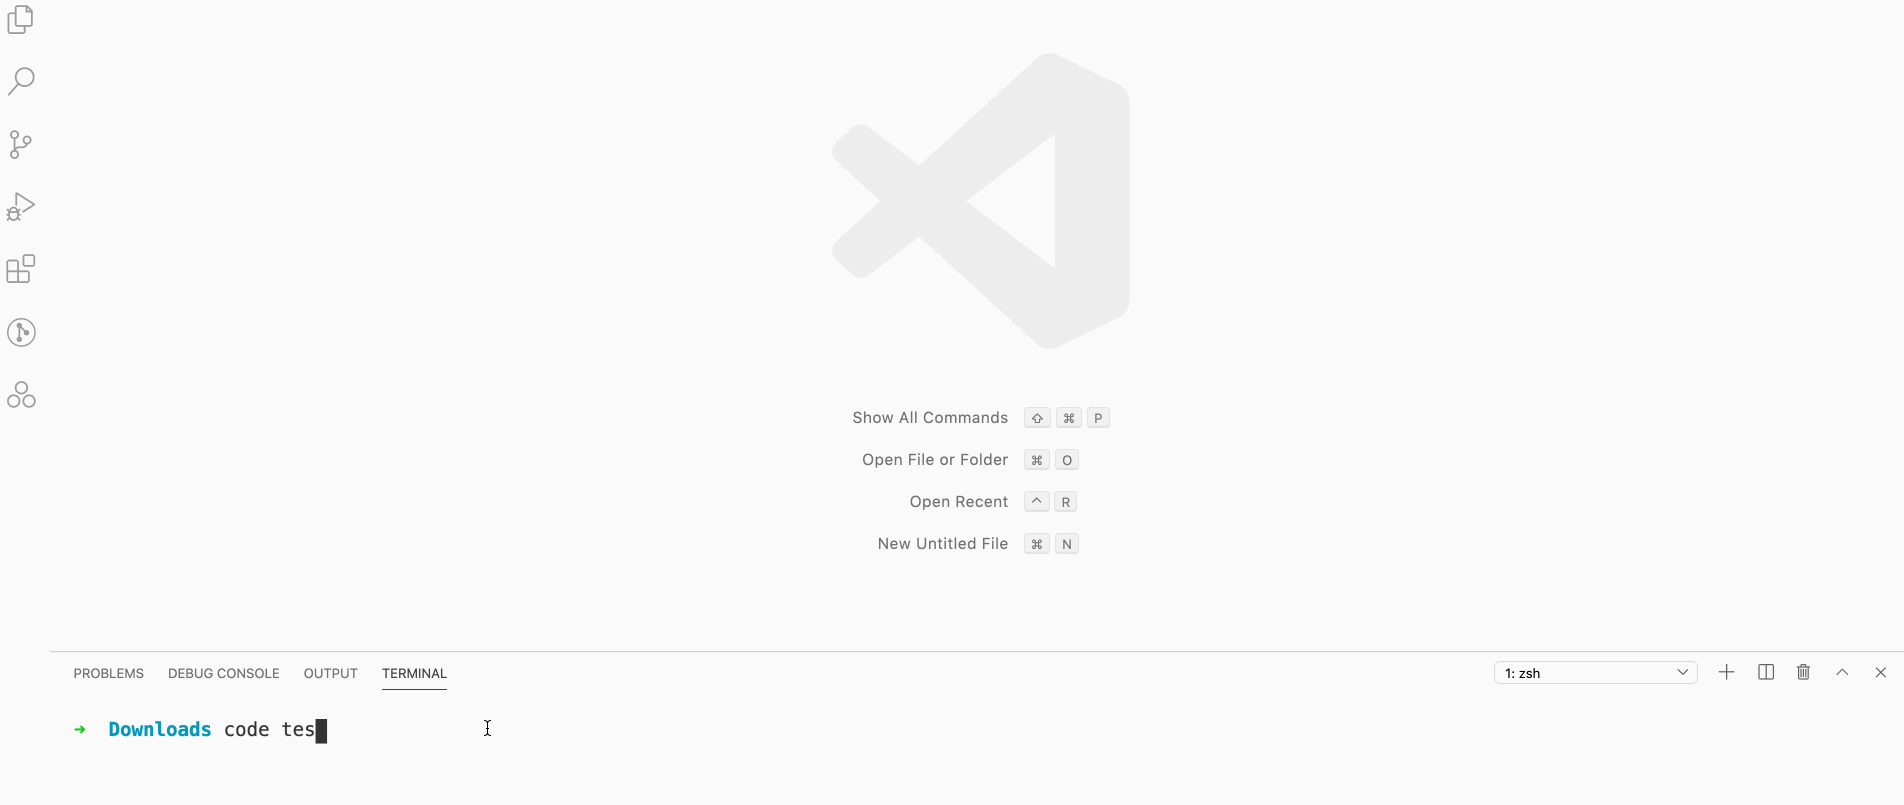 Show All Commands ⇧ ⌘ P
Open File or Folder ⌘ O
Open Recent ^ R
New Untitled File ⌘ N
PROBLEMS DEBUG CONSOLE OUTPUT TERMINAL 1: zsh
➜ Downloads code tes